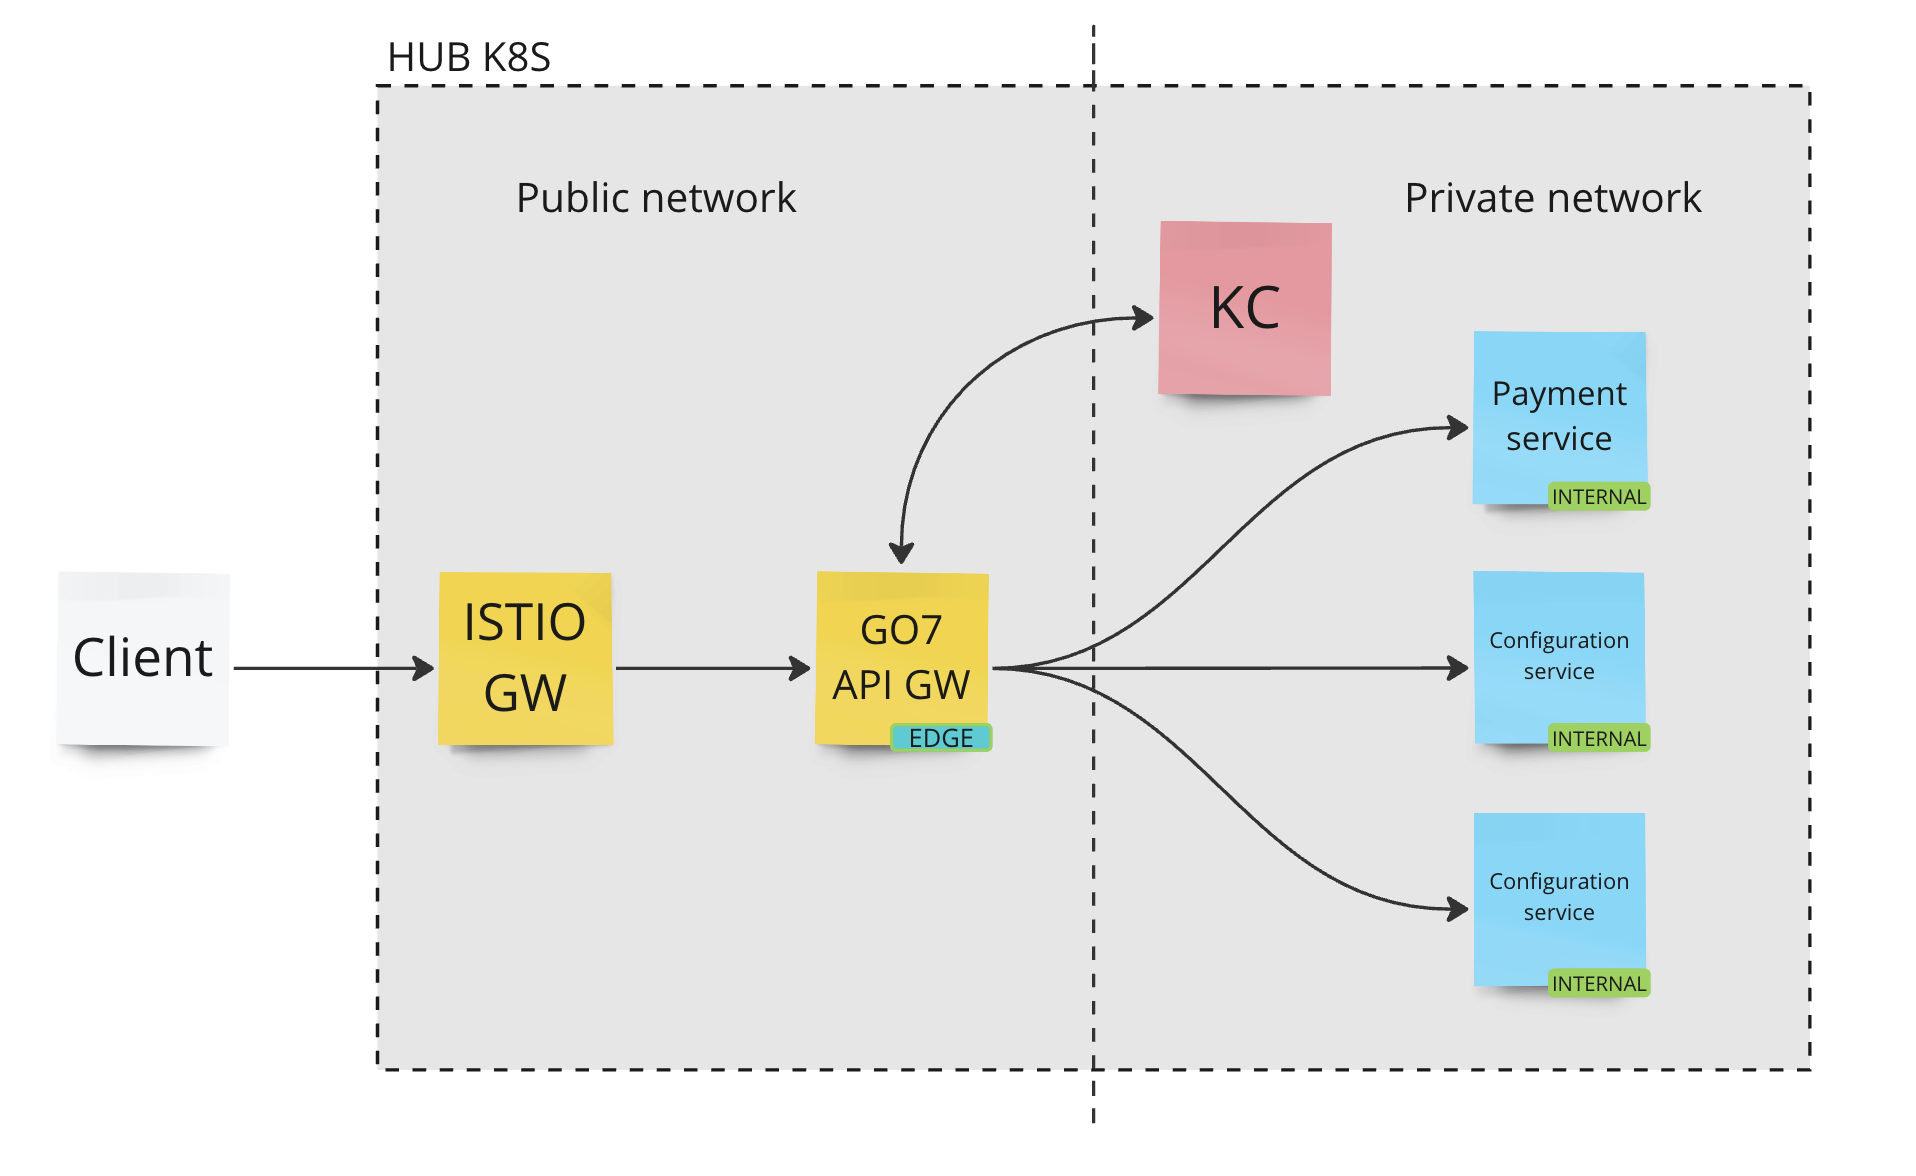 HUB K8S
Public network
Private network
KC
Payment
service
INTERNAL
Client
ISTIO
GW
GO7
API GW
EDGE
Configuration
service
INTERNAL
Configuration
service
INTERNAL